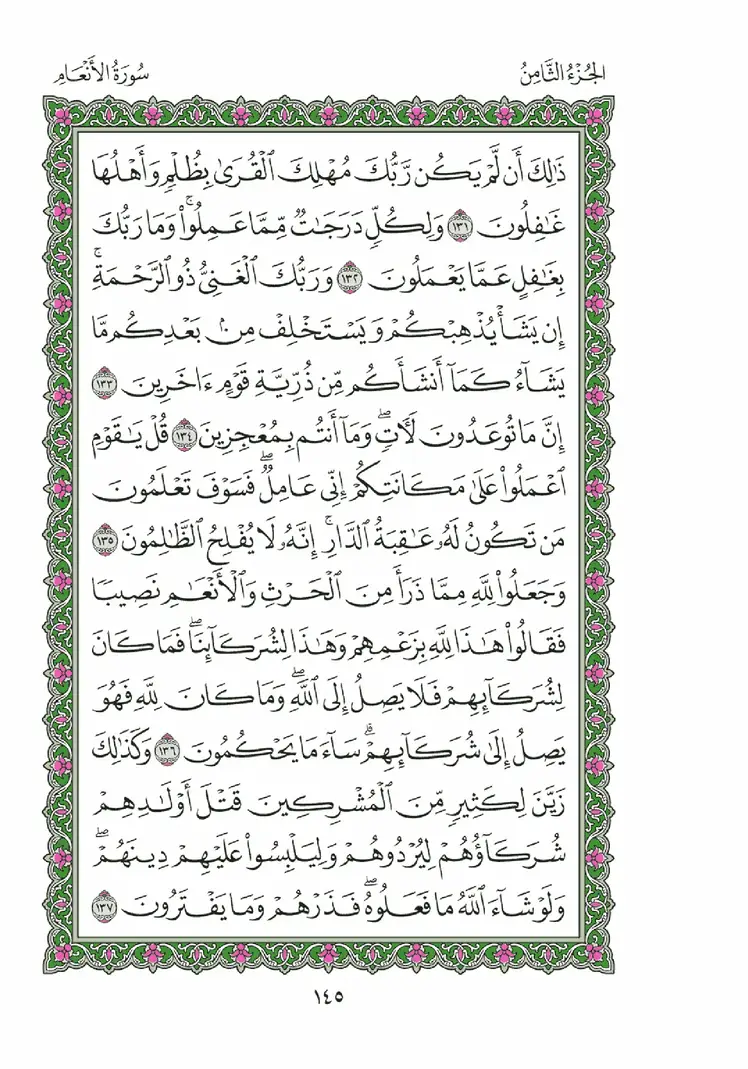 الجُزْءُ الثَّامِنُ
سُورَةُ الأَنْعَامِ
ذَٰلِكَ أَن لَّمْ يَكُن رَّبُّكَ مُهْلِكَ ٱلْقُرَىٰ بِظُلْمٍ وَأَهْلُهَا
غَٰفِلُونَ ١٣١ وَلِكُلٍّ دَرَجَٰتٌ مِّمَّا عَمِلُوا۟ ۚ وَمَا رَبُّكَ
بِغَٰفِلٍ عَمَّا يَعْمَلُونَ ١٣٢ وَرَبُّكَ ٱلْغَنِىُّ ذُو ٱلرَّحْمَةِ ۚ
إِن يَشَأْ يُذْهِبْكُمْ وَيَسْتَخْلِفْ مِنۢ بَعْدِكُم مَّا
يَشَآءُ كَمَآ أَنشَأَكُم مِّن ذُرِّيَّةِ قَوْمٍ ءَاخَرِينَ ١٣٣
إِنَّ مَا تُوعَدُونَ لَءَاتٍ ۖ وَمَآ أَنتُم بِمُعْجِزِينَ ١٣٤ قُلْ يَٰقَوْمِ
ٱعْمَلُوا۟ عَلَىٰ مَكَانَتِكُمْ إِنِّى عَامِلٌ ۖ فَسَوْفَ تَعْلَمُونَ
مَن تَكُونُ لَهُۥ عَٰقِبَةُ ٱلدَّارِ ۗ إِنَّهُۥ لَا يُفْلِحُ ٱلظَّٰلِمُونَ ١٣٥
وَجَعَلُوا۟ لِلَّهِ مِمَّا ذَرَأَ مِنَ ٱلْحَرْثِ وَٱلْأَنْعَٰمِ نَصِيبًا
فَقَالُوا۟ هَٰذَا لِلَّهِ بِزَعْمِهِمْ وَهَٰذَا لِشُرَكَآئِنَا ۖ فَمَا كَانَ
لِشُرَكَآئِهِمْ فَلَا يَصِلُ إِلَى ٱللَّهِ ۖ وَمَا كَانَ لِلَّهِ فَهُوَ
يَصِلُ إِلَىٰ شُرَكَآئِهِمْ ۗ سَآءَ مَا يَحْكُمُونَ ١٣٦ وَكَذَٰلِكَ
زَيَّنَ لِكَثِيرٍ مِّنَ ٱلْمُشْرِكِينَ قَتْلَ أَوْلَٰدِهِمْ
شُرَكَآؤُهُمْ لِيُرْدُوهُمْ وَلِيَلْبِسُوا۟ عَلَيْهِمْ دِينَهُمْ ۖ
وَلَوْ شَآءَ ٱللَّهُ مَا فَعَلُوهُ ۖ فَذَرْهُمْ وَمَا يَفْتَرُونَ ١٣٧
١٤٥